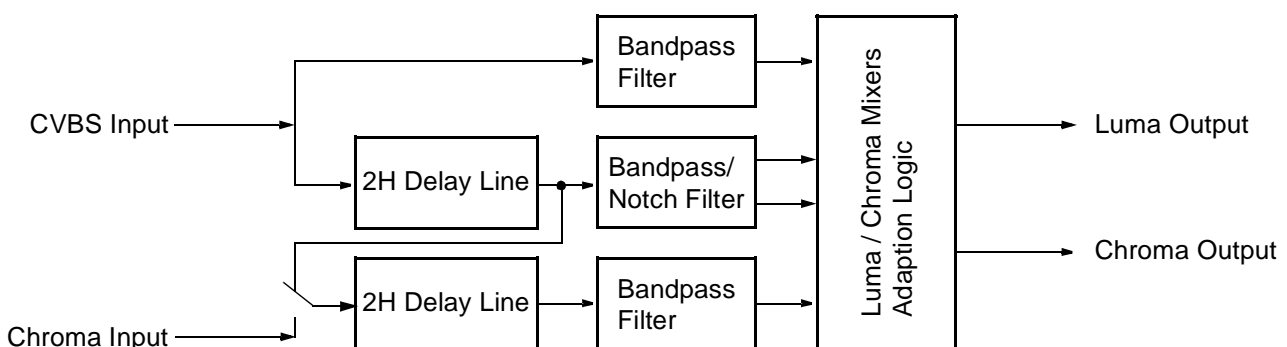 Bandpass
Filter
CVBS Input
2H Delay Line
Bandpass/
Notch Filter
2H Delay Line
Bandpass
Filter
Chroma Input
Luma / Chroma Mixers
Adaption Logic
Luma Output
Chroma Output